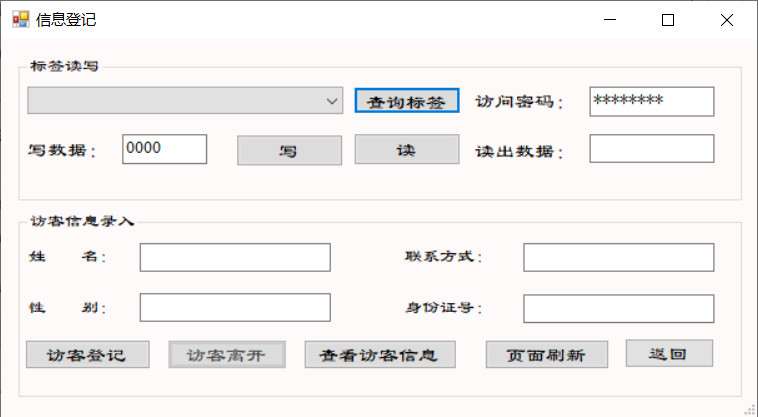 信息登记
标签读写
查询标签 访问密码： ********
写数据： 0000 写 读 读出数据：
访客信息录入
姓 名： 联系方式：
性 别： 身份证号：
访客登记 访客离开 查看访客信息 页面刷新 返回